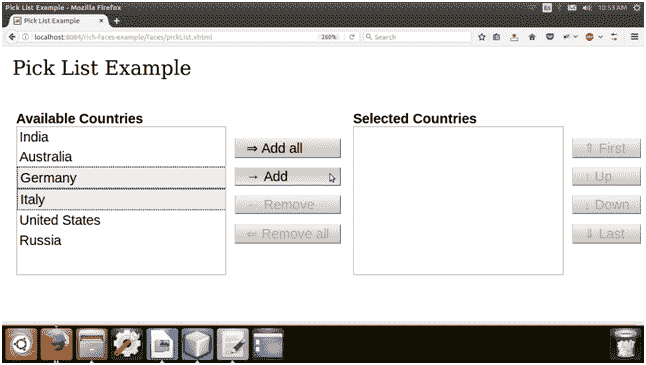 Pick List Example - Mozilla Firefox
En
10:53 AM
Pick List Example
localhost:8084/rich-faces-example/faces/pickList.xhtml
260%
Search
Pick List Example
Available Countries
Selected Countries
India
Australia
Germany
Italy
United States
Russia
⇒ Add all
→ Add
← Remove
⇐ Remove all
⇑ First
↑ Up
↓ Down
⇓ Last